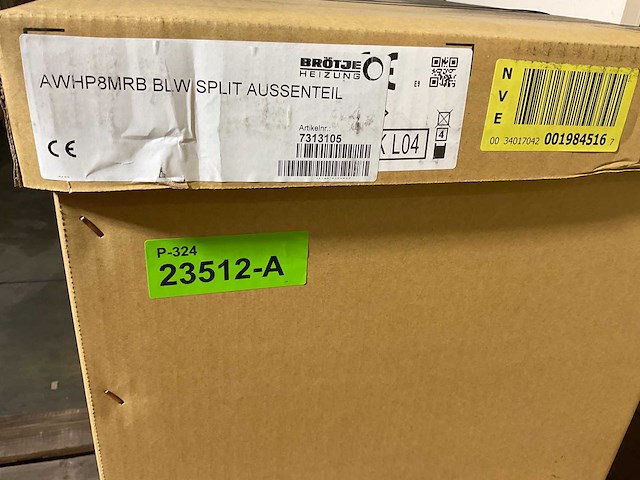 BRÖTJE
HEIZUNG
AWHP8MRB BLW SPLIT AUSSENTEIL
Artikelnr.:
7313105
CE
L04
4
N
V
E
00 34017042 001984516 7
P-324
23512-A